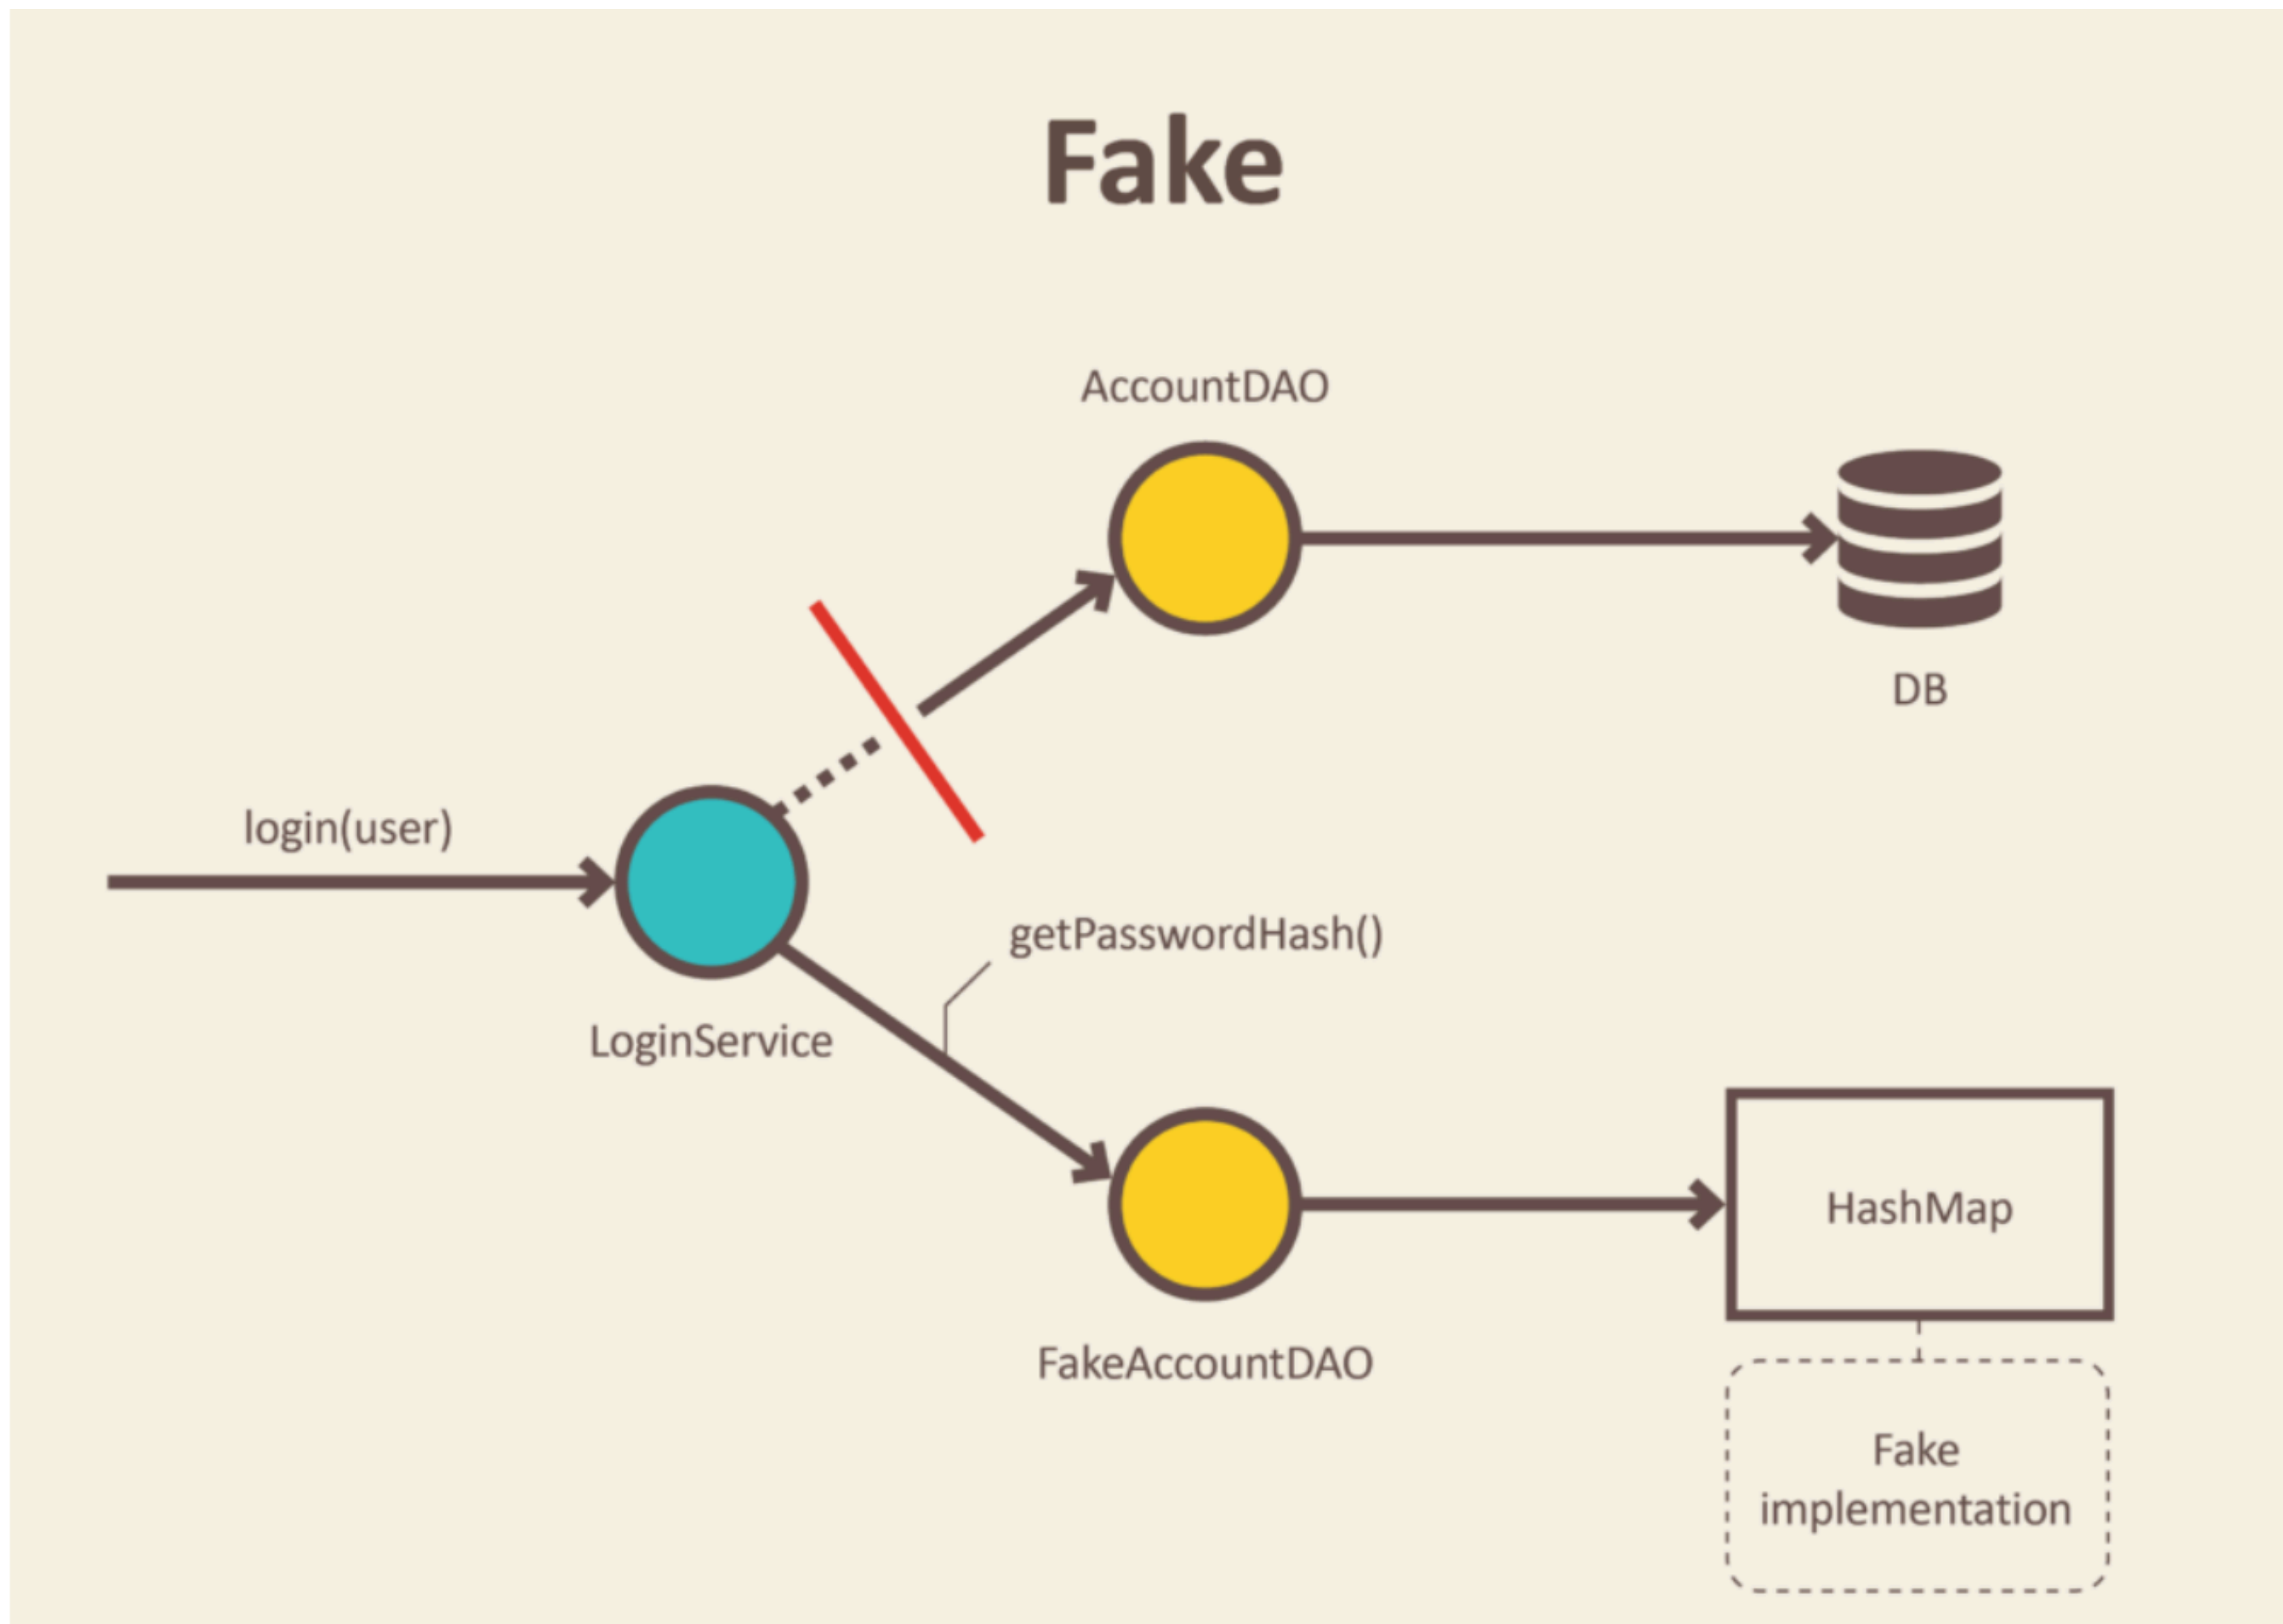 Fake
AccountDAO
DB
login(user)
getPasswordHash()
LoginService
HashMap
FakeAccountDAO
Fake
implementation